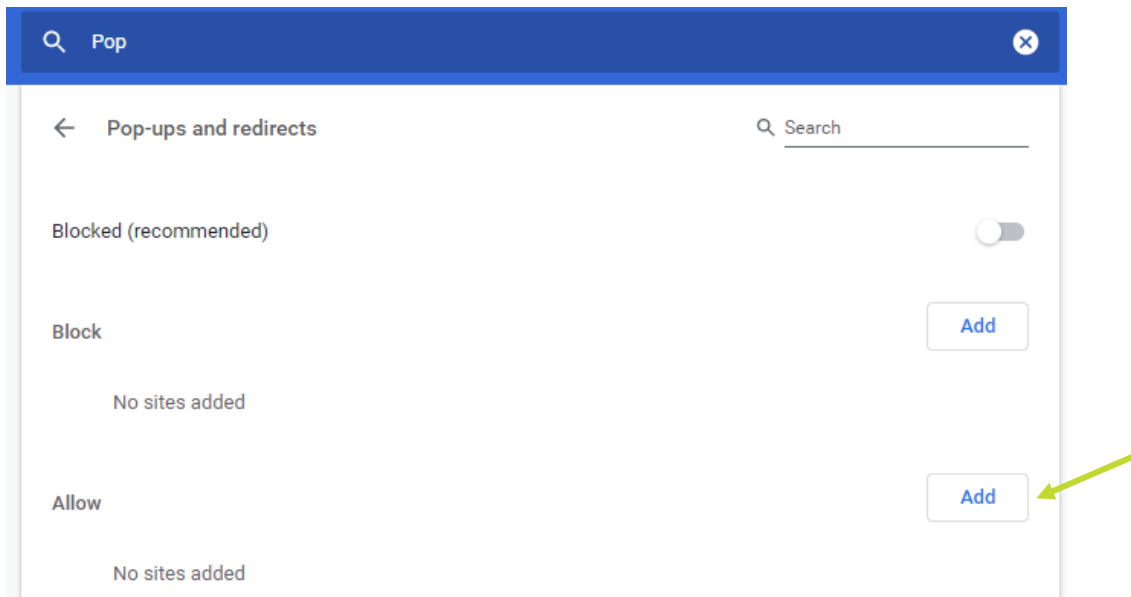 Pop
Pop-ups and redirects
Search
Blocked (recommended)
Block
Add
No sites added
Allow
Add
No sites added